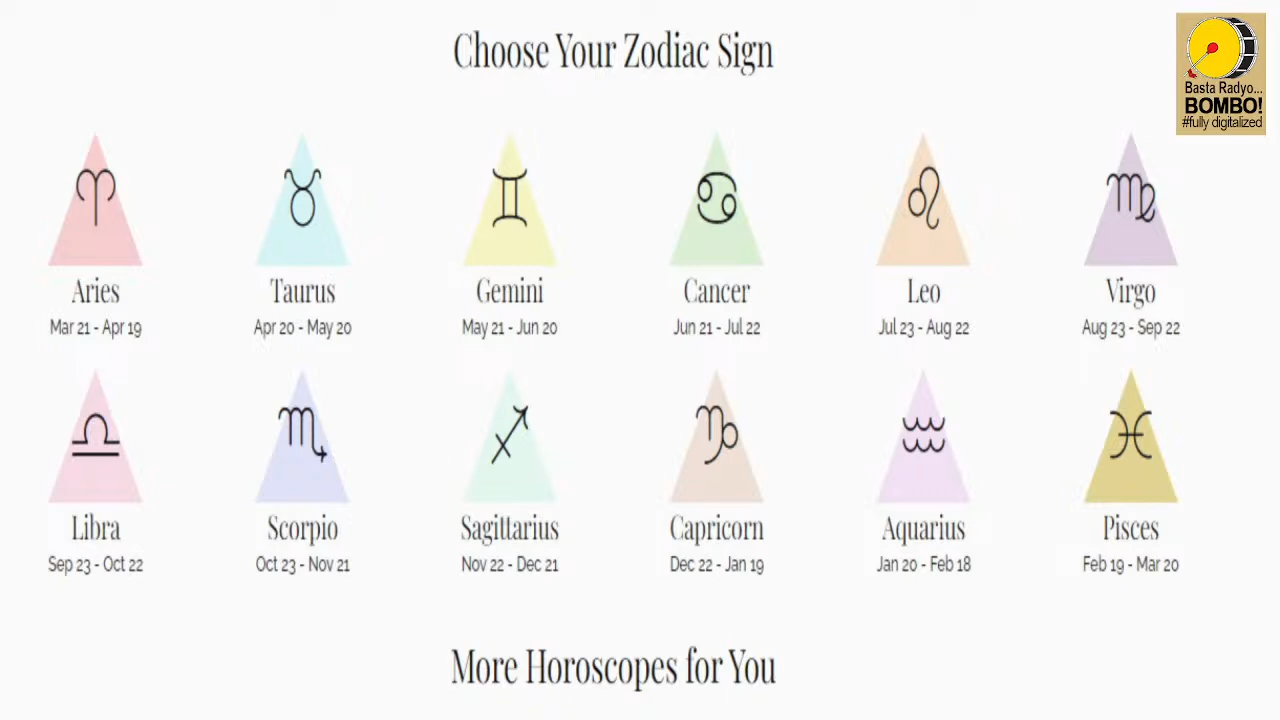 Choose Your Zodiac Sign
Basta Radyo...
BOMBO!
#fully digitalized
Aries
Mar 21 - Apr 19
Taurus
Apr 20 - May 20
Gemini
May 21 - Jun 20
Cancer
Jun 21 - Jul 22
Leo
Jul 23 - Aug 22
Virgo
Aug 23 - Sep 22
Libra
Sep 23 - Oct 22
Scorpio
Oct 23 - Nov 21
Sagittarius
Nov 22 - Dec 21
Capricorn
Dec 22 - Jan 19
Aquarius
Jan 20 - Feb 18
Pisces
Feb 19 - Mar 20
More Horoscopes for You